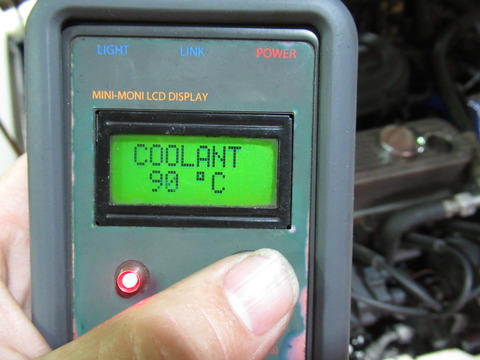 LIGHT LINK POWER
MINI-MONI LCD DISPLAY
COOLANT
90 °C